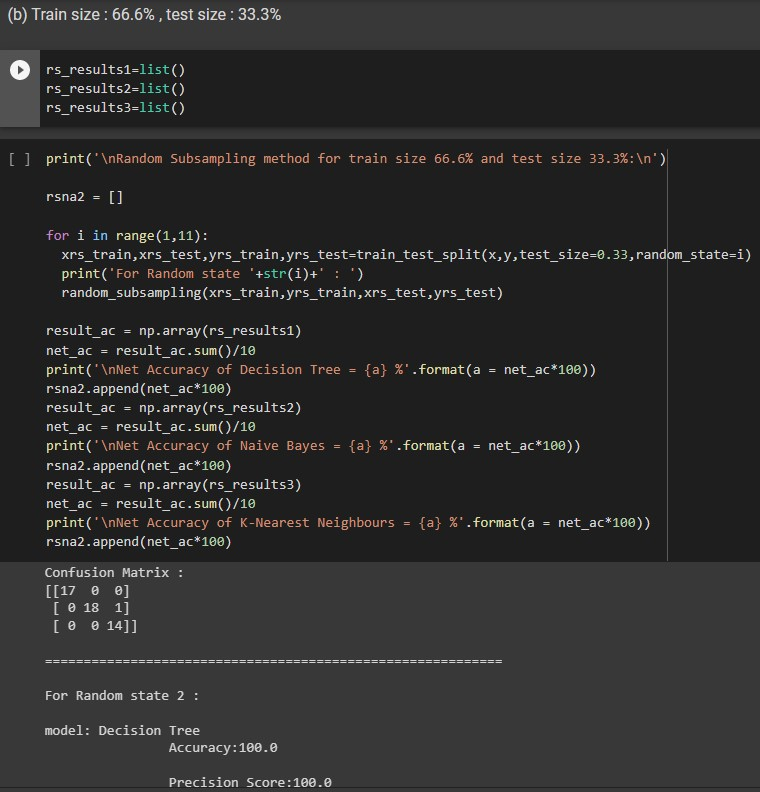 (b) Train size : 66.6% , test size : 33.3%
rs_results1=list()
rs_results2=list()
rs_results3=list()
[ ] print('\nRandom Subsampling method for train size 66.6% and test size 33.3%:\n')
rsna2 = []
for i in range(1,11):
  xrs_train,xrs_test,yrs_train,yrs_test=train_test_split(x,y,test_size=0.33,random_state=i)
  print('For Random state '+str(i)+' : ')
  random_subsampling(xrs_train,yrs_train,xrs_test,yrs_test)
result_ac = np.array(rs_results1)
net_ac = result_ac.sum()/10
print('\nNet Accuracy of Decision Tree = {a} %'.format(a = net_ac*100))
rsna2.append(net_ac*100)
result_ac = np.array(rs_results2)
net_ac = result_ac.sum()/10
print('\nNet Accuracy of Naive Bayes = {a} %'.format(a = net_ac*100))
rsna2.append(net_ac*100)
result_ac = np.array(rs_results3)
net_ac = result_ac.sum()/10
print('\nNet Accuracy of K-Nearest Neighbours = {a} %'.format(a = net_ac*100))
rsna2.append(net_ac*100)
Confusion Matrix :
[[17  0  0]
 [ 0 18  1]
 [ 0  0 14]]
===========================================================
For Random state 2 :
model: Decision Tree
Accuracy:100.0
Precision Score:100.0